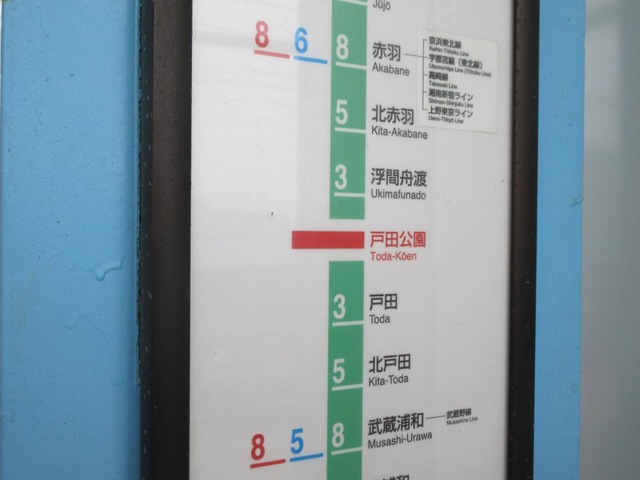 Jūjō
8 6 8 赤羽
Akabane
京浜東北線
Keihin-Tōhoku Line
宇都宮線（東北線）
Utsunomiya Line (Tōhoku Line)
高崎線
Takasaki Line
湘南新宿ライン
Shōnan-Shinjuku Line
上野東京ライン
Ueno-Tōkyō Line
5 北赤羽
Kita-Akabane
3 浮間舟渡
Ukimafunado
戸田公園
Toda-Kōen
3 戸田
Toda
5 北戸田
Kita-Toda
8 5 8 武蔵浦和 武蔵野線
Musashi-Urawa Musashino Line